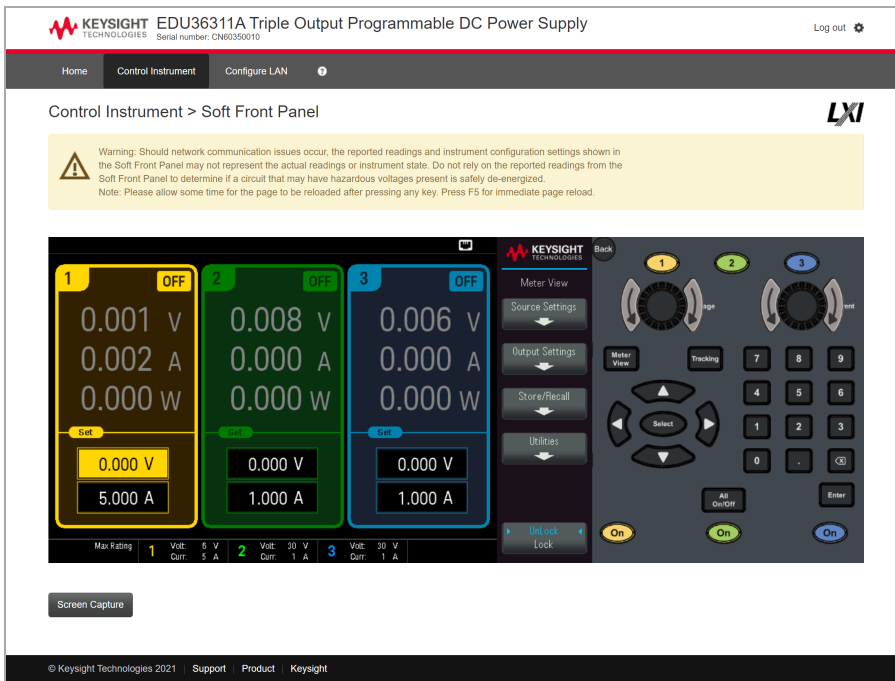 KEYSIGHT
TECHNOLOGIES
EDU36311A Triple Output Programmable DC Power Supply
Serial number: CN60350010
Log out
Home Control Instrument Configure LAN ?
Control Instrument > Soft Front Panel
LXI
Warning: Should network communication issues occur, the reported readings and instrument configuration settings shown in
the Soft Front Panel may not represent the actual readings or instrument state. Do not rely on the reported readings from the
Soft Front Panel to determine if a circuit that may have hazardous voltages present is safely de-energized.
Note: Please allow some time for the page to be reloaded after pressing any key. Press F5 for immediate page reload.
1 OFF
0.001 V
0.002 A
0.000 W
Set
0.000 V
5.000 A
2 OFF
0.008 V
0.000 A
0.000 W
Set
0.000 V
1.000 A
3 OFF
0.006 V
0.000 A
0.000 W
Set
0.000 V
1.000 A
Max Rating
1 Volt: 6 V
Curr: 5 A
2 Volt: 30 V
Curr: 1 A
3 Volt: 30 V
Curr: 1 A
KEYSIGHT
TECHNOLOGIES
Meter View
Source Settings
Output Settings
Store/Recall
Utilities
UnLock
Lock
Back
1 2 3
age
ent
Meter
View
Tracking
7 8 9
4 5 6
Select
1 2 3
0 .
All
On/Off
Enter
On On On
Screen Capture
© Keysight Technologies 2021 | Support | Product | Keysight